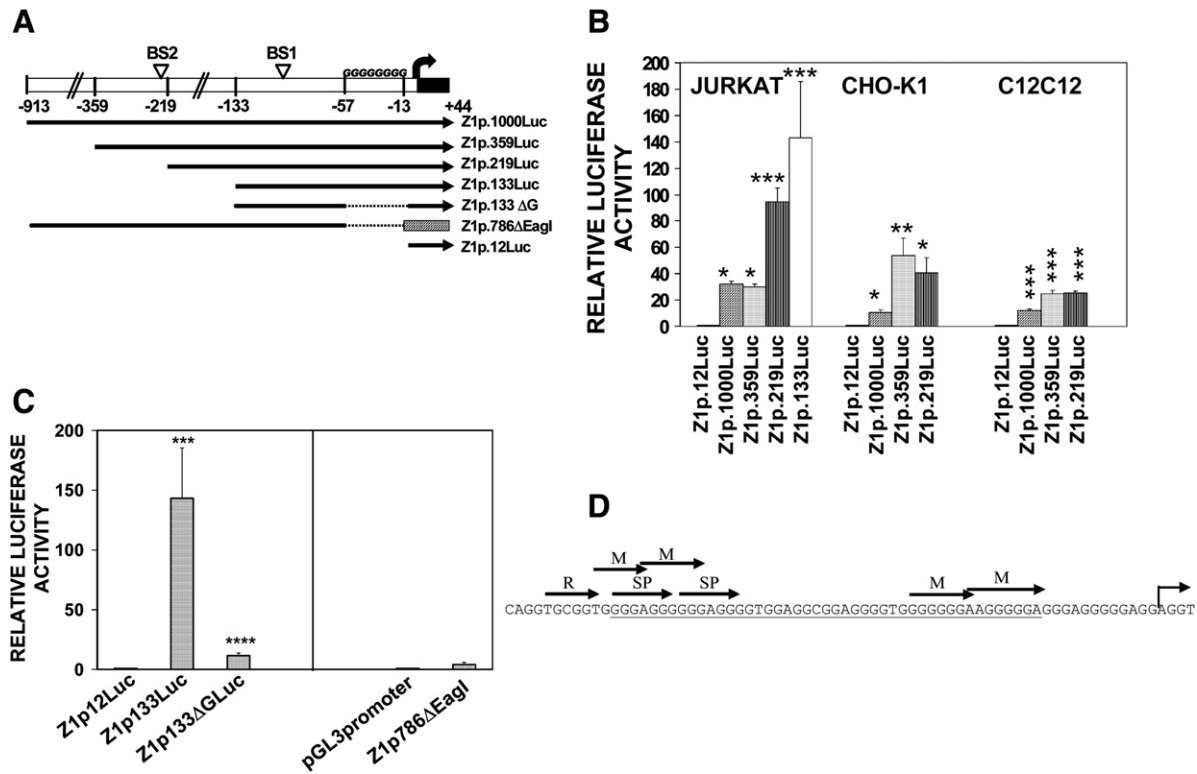 A
BS2 BS1
GGGGGGGG
-913 -359 -219 -133 -57 -13 +44
Z1p.1000Luc
Z1p.359Luc
Z1p.219Luc
Z1p.133Luc
Z1p.133 ΔG
Z1p.786ΔEagI
Z1p.12Luc
B
RELATIVE LUCIFERASE
ACTIVITY
200
180
160
140
120
100
80
60
40
20
0
JURKAT CHO-K1 C12C12
* * *** ***
* ** *
*** *** ***
Z1p.12Luc
Z1p.1000Luc
Z1p.359Luc
Z1p.219Luc
Z1p.133Luc
Z1p.12Luc
Z1p.1000Luc
Z1p.359Luc
Z1p.219Luc
Z1p.12Luc
Z1p.1000Luc
Z1p.359Luc
Z1p.219Luc
C
RELATIVE LUCIFERASE
ACTIVITY
200
150
100
50
0
***
****
Z1p12Luc
Z1p133Luc
Z1p133ΔGLuc
pGL3promoter
Z1p786ΔEagI
D
M M
R SP SP M M
CAGGTGCGGTGGGGAGGGGGGAGGGGTGGAGGCGGAGGGGTGGGGGGGAAGGGGGAGGGAGGGGGAGGAGGT